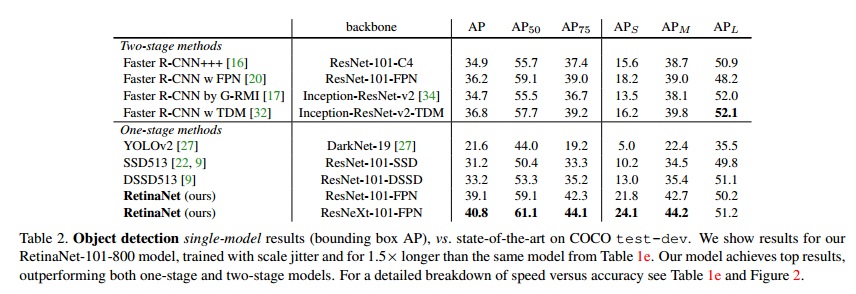 backbone AP AP50 AP75 APS APM APL
Two-stage methods
Faster R-CNN+++ [16] ResNet-101-C4 34.9 55.7 37.4 15.6 38.7 50.9
Faster R-CNN w FPN [20] ResNet-101-FPN 36.2 59.1 39.0 18.2 39.0 48.2
Faster R-CNN by G-RMI [17] Inception-ResNet-v2 [34] 34.7 55.5 36.7 13.5 38.1 52.0
Faster R-CNN w TDM [32] Inception-ResNet-v2-TDM 36.8 57.7 39.2 16.2 39.8 52.1
One-stage methods
YOLOv2 [27] DarkNet-19 [27] 21.6 44.0 19.2 5.0 22.4 35.5
SSD513 [22, 9] ResNet-101-SSD 31.2 50.4 33.3 10.2 34.5 49.8
DSSD513 [9] ResNet-101-DSSD 33.2 53.3 35.2 13.0 35.4 51.1
RetinaNet (ours) ResNet-101-FPN 39.1 59.1 42.3 21.8 42.7 50.2
RetinaNet (ours) ResNeXt-101-FPN 40.8 61.1 44.1 24.1 44.2 51.2
Table 2. Object detection single-model results (bounding box AP), vs. state-of-the-art on COCO test-dev. We show results for our
RetinaNet-101-800 model, trained with scale jitter and for 1.5× longer than the same model from Table 1e. Our model achieves top results,
outperforming both one-stage and two-stage models. For a detailed breakdown of speed versus accuracy see Table 1e and Figure 2.